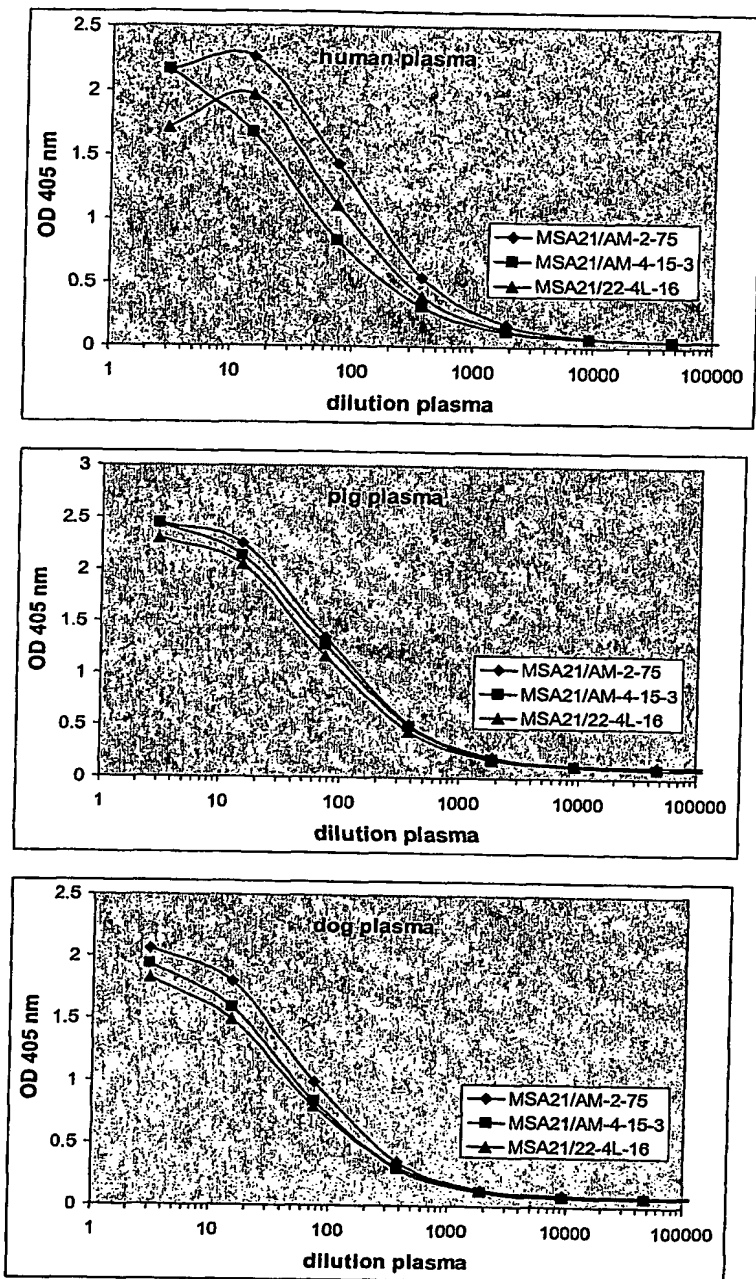 human plasma
2.5
2
1.5
1
0.5
0
OD 405 nm
MSA21/AM-2-75
MSA21/AM-4-15-3
MSA21/22-4L-16
1 10 100 1000 10000 100000
dilution plasma
pig plasma
3
2.5
2
1.5
1
0.5
0
OD 405 nm
MSA21/AM-2-75
MSA21/AM-4-15-3
MSA21/22-4L-16
1 10 100 1000 10000 100000
dilution plasma
dog plasma
2.5
2
1.5
1
0.5
0
OD 405 nm
MSA21/AM-2-75
MSA21/AM-4-15-3
MSA21/22-4L-16
1 10 100 1000 10000 100000
dilution plasma